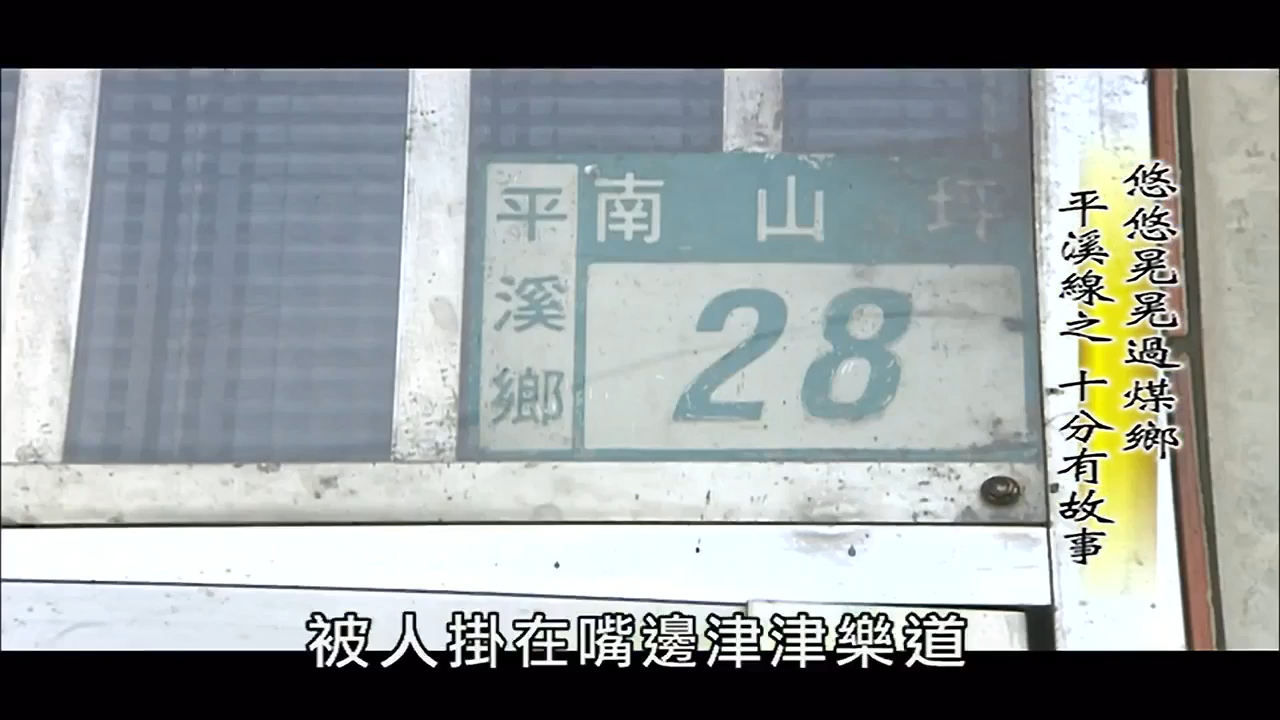 平溪鄉
南山坪
28
悠悠晃晃過煤鄉
平溪線之 十分有故事
被人掛在嘴邊津津樂道